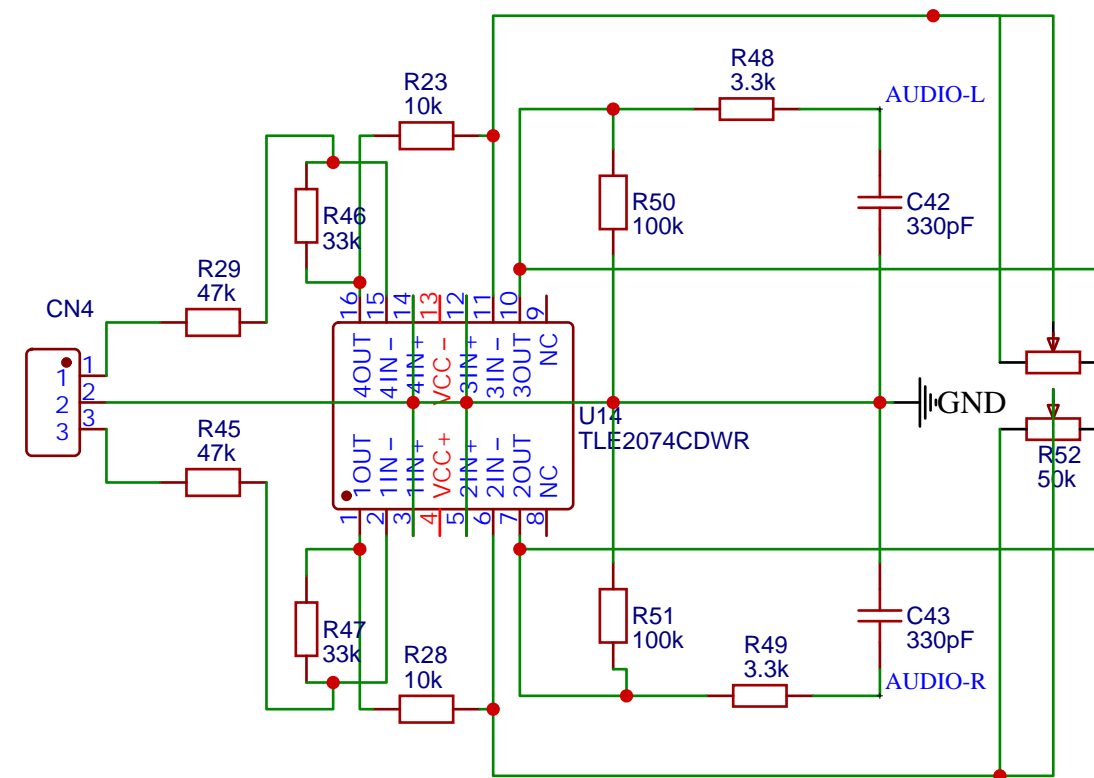 R48
3.3k
AUDIO-L
R23
10k
R46
33k
R50
100k
C42
330pF
R29
47k
CN4
16
15
14
13
12
11
10
9
4OUT
4IN-
4IN+
VCC-
3IN+
3IN-
3OUT
NC
1
1
2
2
3
3
GND
U14
TLE2074CDWR
R45
47k
1OUT
1IN-
1IN+
VCC+
2IN+
2IN-
2OUT
NC
R52
50k
1
2
3
4
5
6
7
8
R47
33k
R51
100k
C43
330pF
R28
10k
R49
3.3k
AUDIO-R